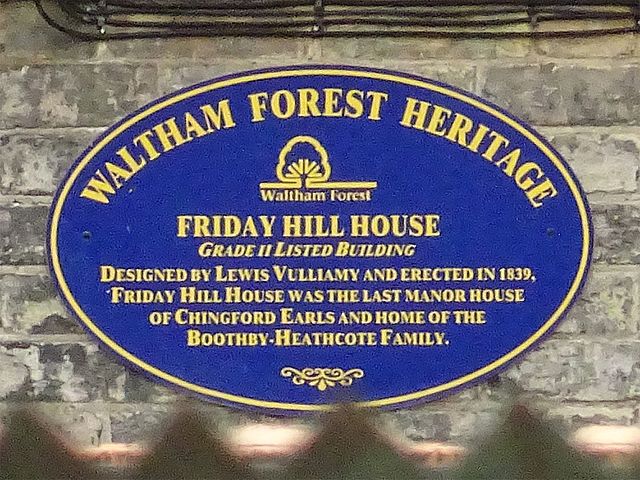 WALTHAM FOREST HERITAGE
Waltham Forest
FRIDAY HILL HOUSE
GRADE II LISTED BUILDING
DESIGNED BY LEWIS VULLIAMY AND ERECTED IN 1839,
FRIDAY HILL HOUSE WAS THE LAST MANOR HOUSE
OF CHINGFORD EARLS AND HOME OF THE
BOOTHBY-HEATHCOTE FAMILY.